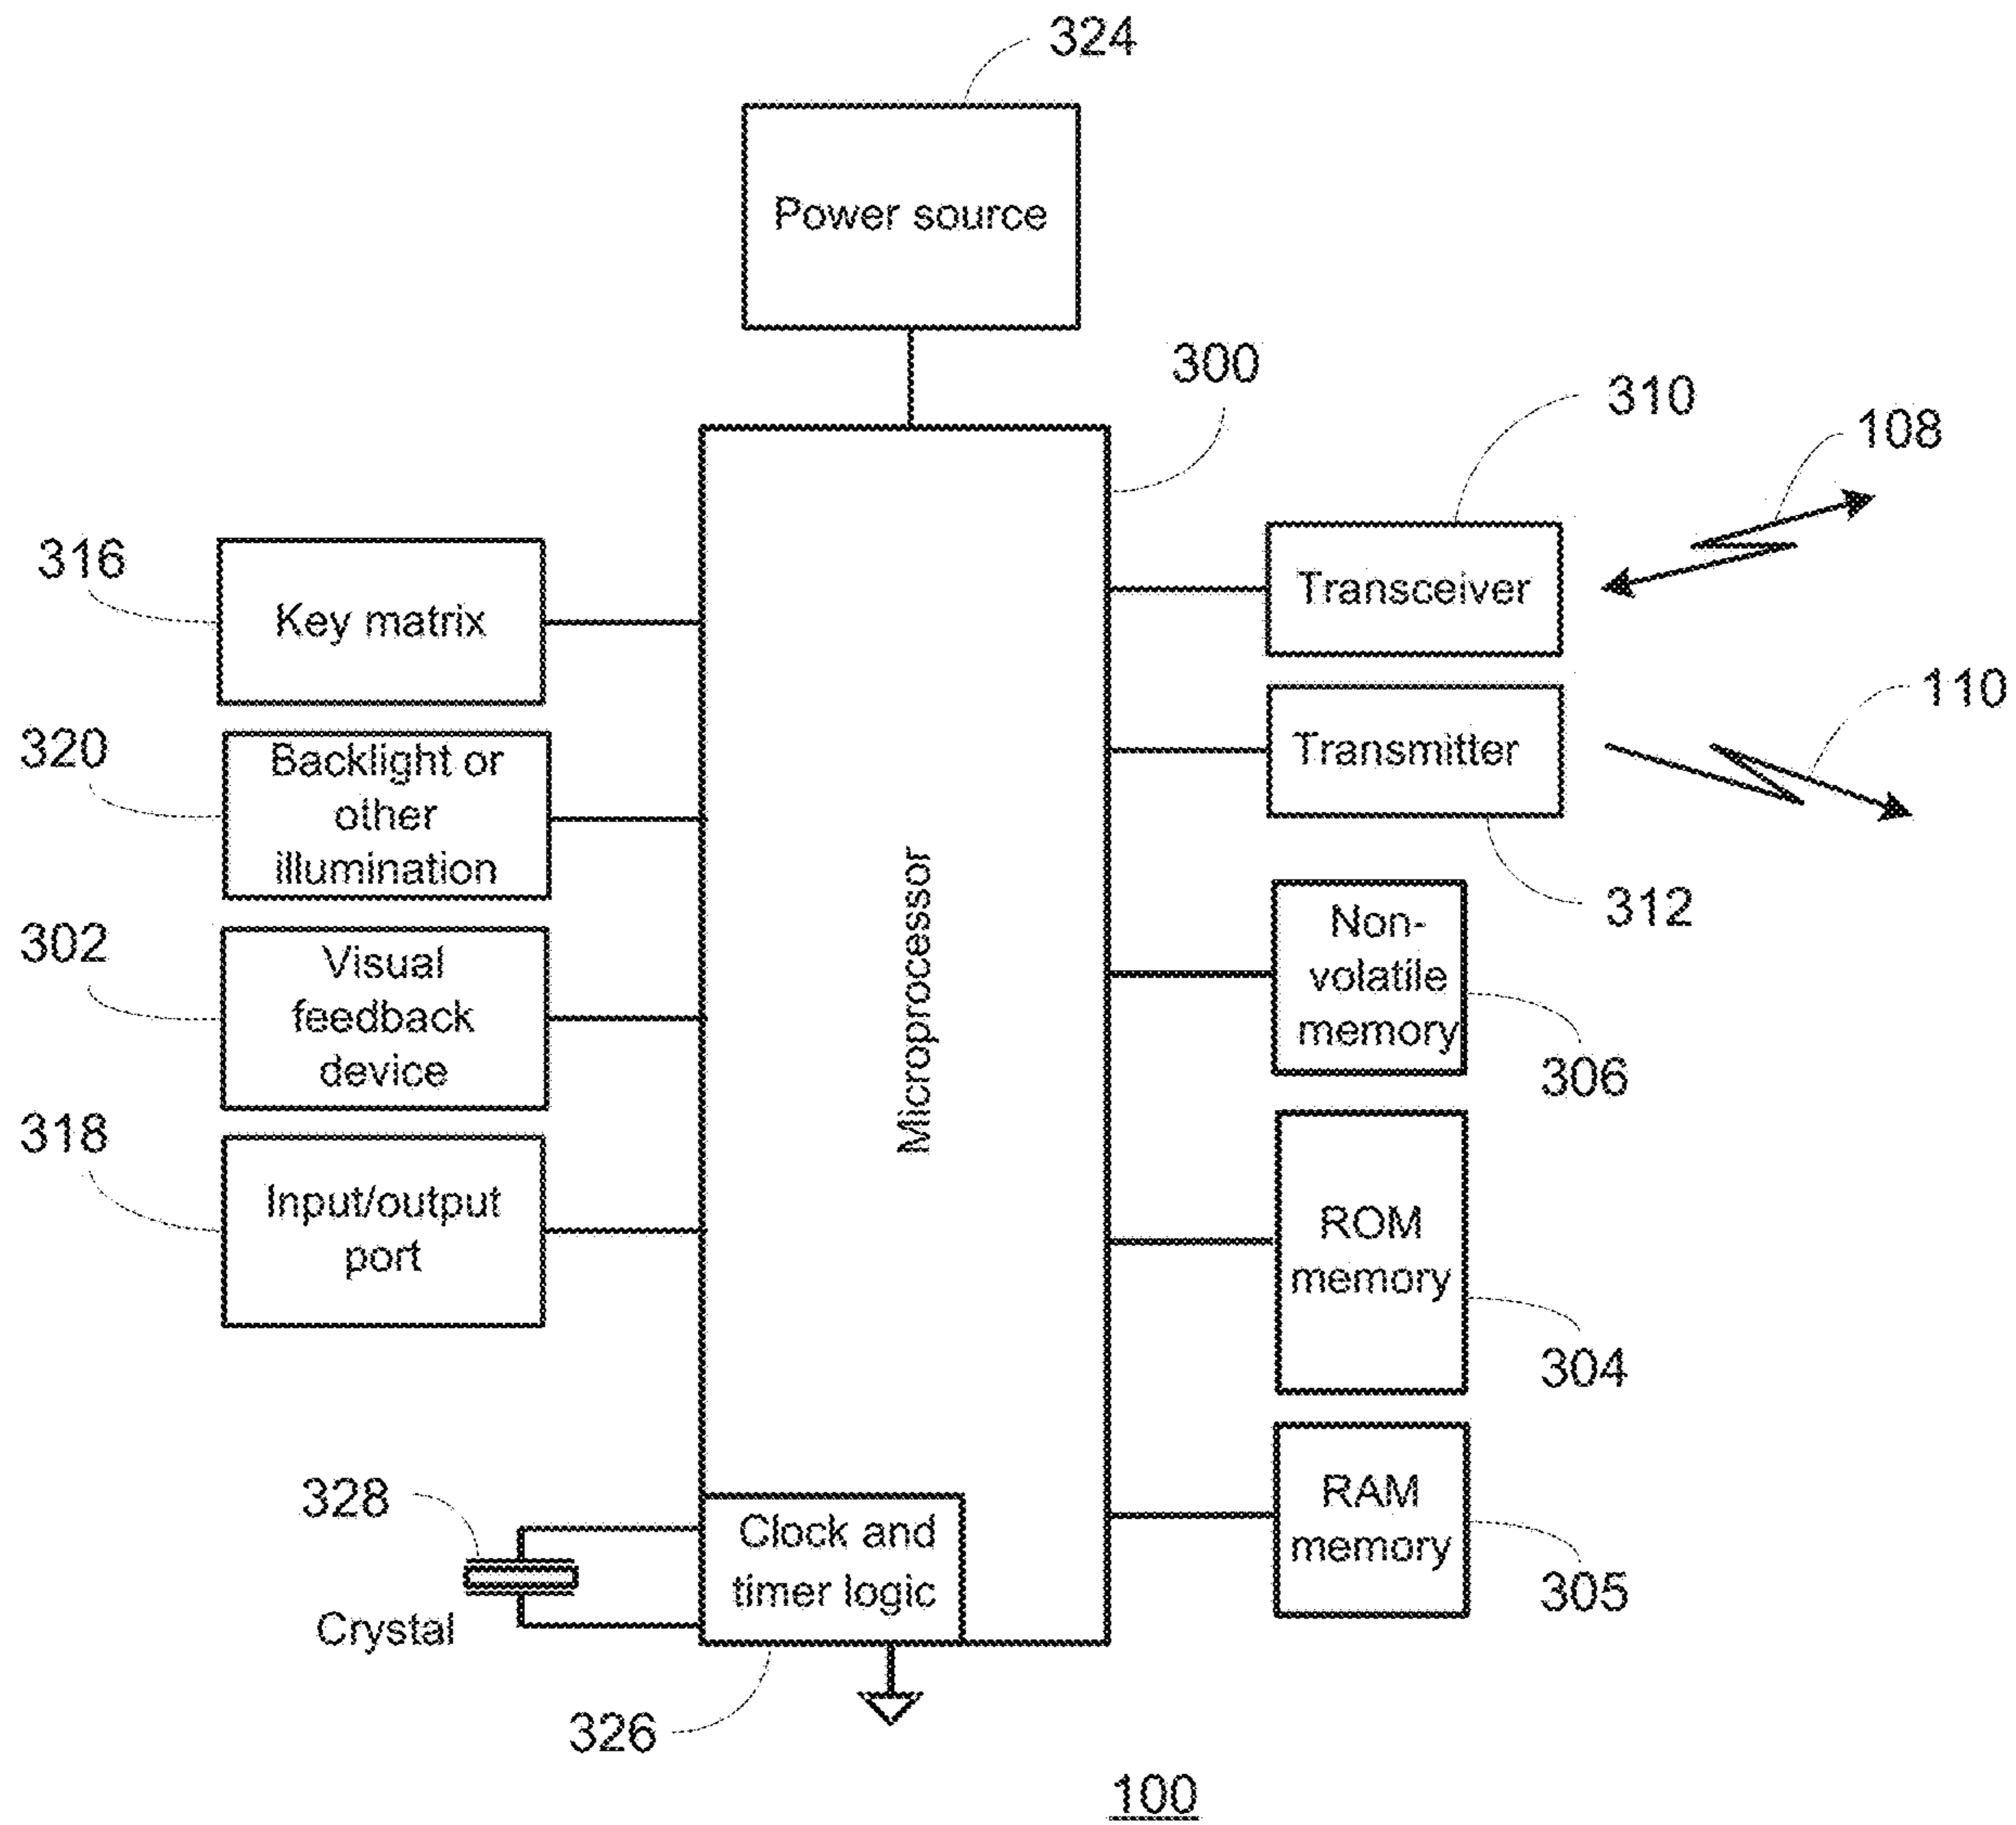 324
Power source
300
310
108
316
Key matrix
Transceiver
110
320
Backlight or
other
illumination
Transmitter
312
302
Visual
feedback
device
Microprocessor
Non-
volatile
memory
306
318
Input/output
port
ROM
memory
304
328
Crystal
Clock and
timer logic
RAM
memory
305
326
100